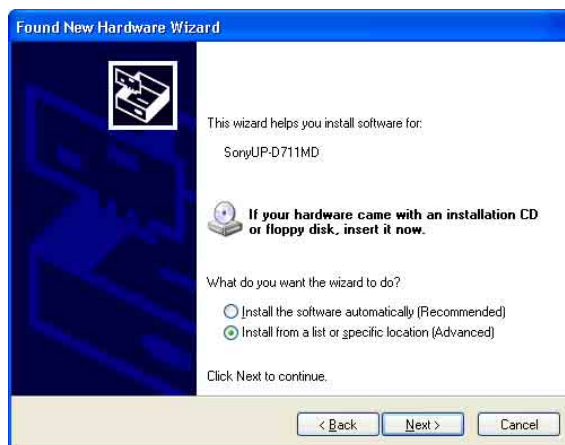 Found New Hardware Wizard
This wizard helps you install software for:
SonyUP-D711MD
If your hardware came with an installation CD
or floppy disk, insert it now.
What do you want the wizard to do?
Install the software automatically (Recommended)
Install from a list or specific location (Advanced)
Click Next to continue.
< Back Next > Cancel